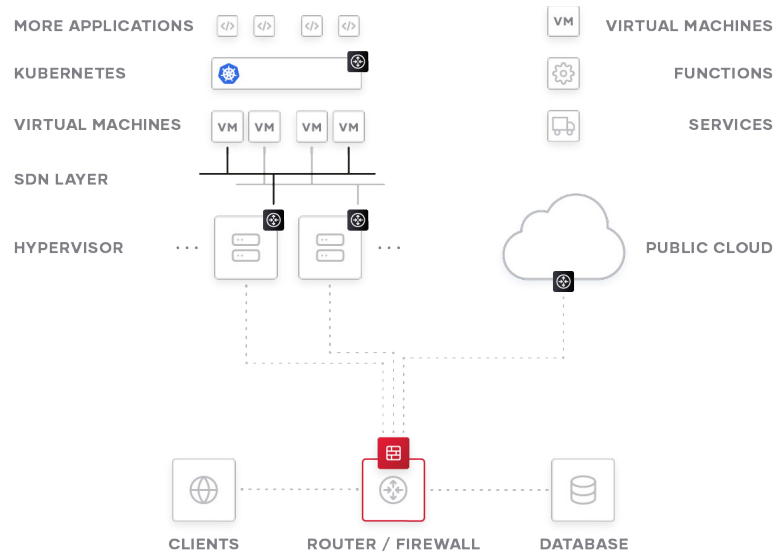 MORE APPLICATIONS
VM
VIRTUAL MACHINES
KUBERNETES
FUNCTIONS
VIRTUAL MACHINES
VM VM VM VM
SERVICES
SDN LAYER
HYPERVISOR
PUBLIC CLOUD
CLIENTS
ROUTER / FIREWALL
DATABASE